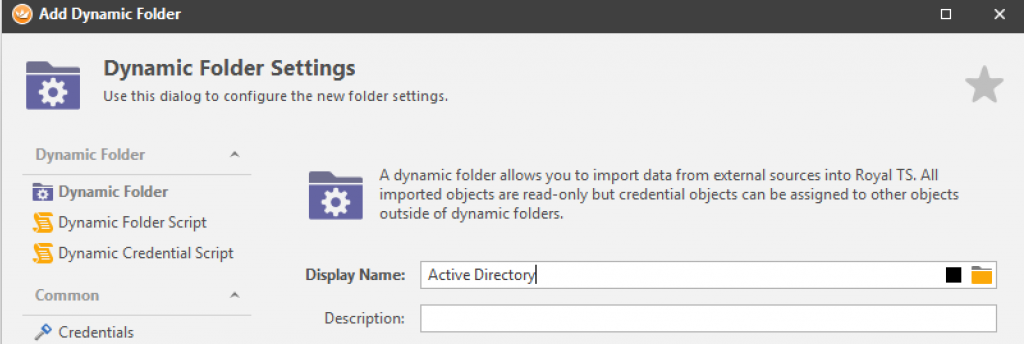 Add Dynamic Folder
Dynamic Folder Settings
Use this dialog to configure the new folder settings.
Dynamic Folder
Dynamic Folder
Dynamic Folder Script
Dynamic Credential Script
Common
Credentials
A dynamic folder allows you to import data from external sources into Royal TS. All
imported objects are read-only but credential objects can be assigned to other objects
outside of dynamic folders.
Display Name: Active Directory
Description: